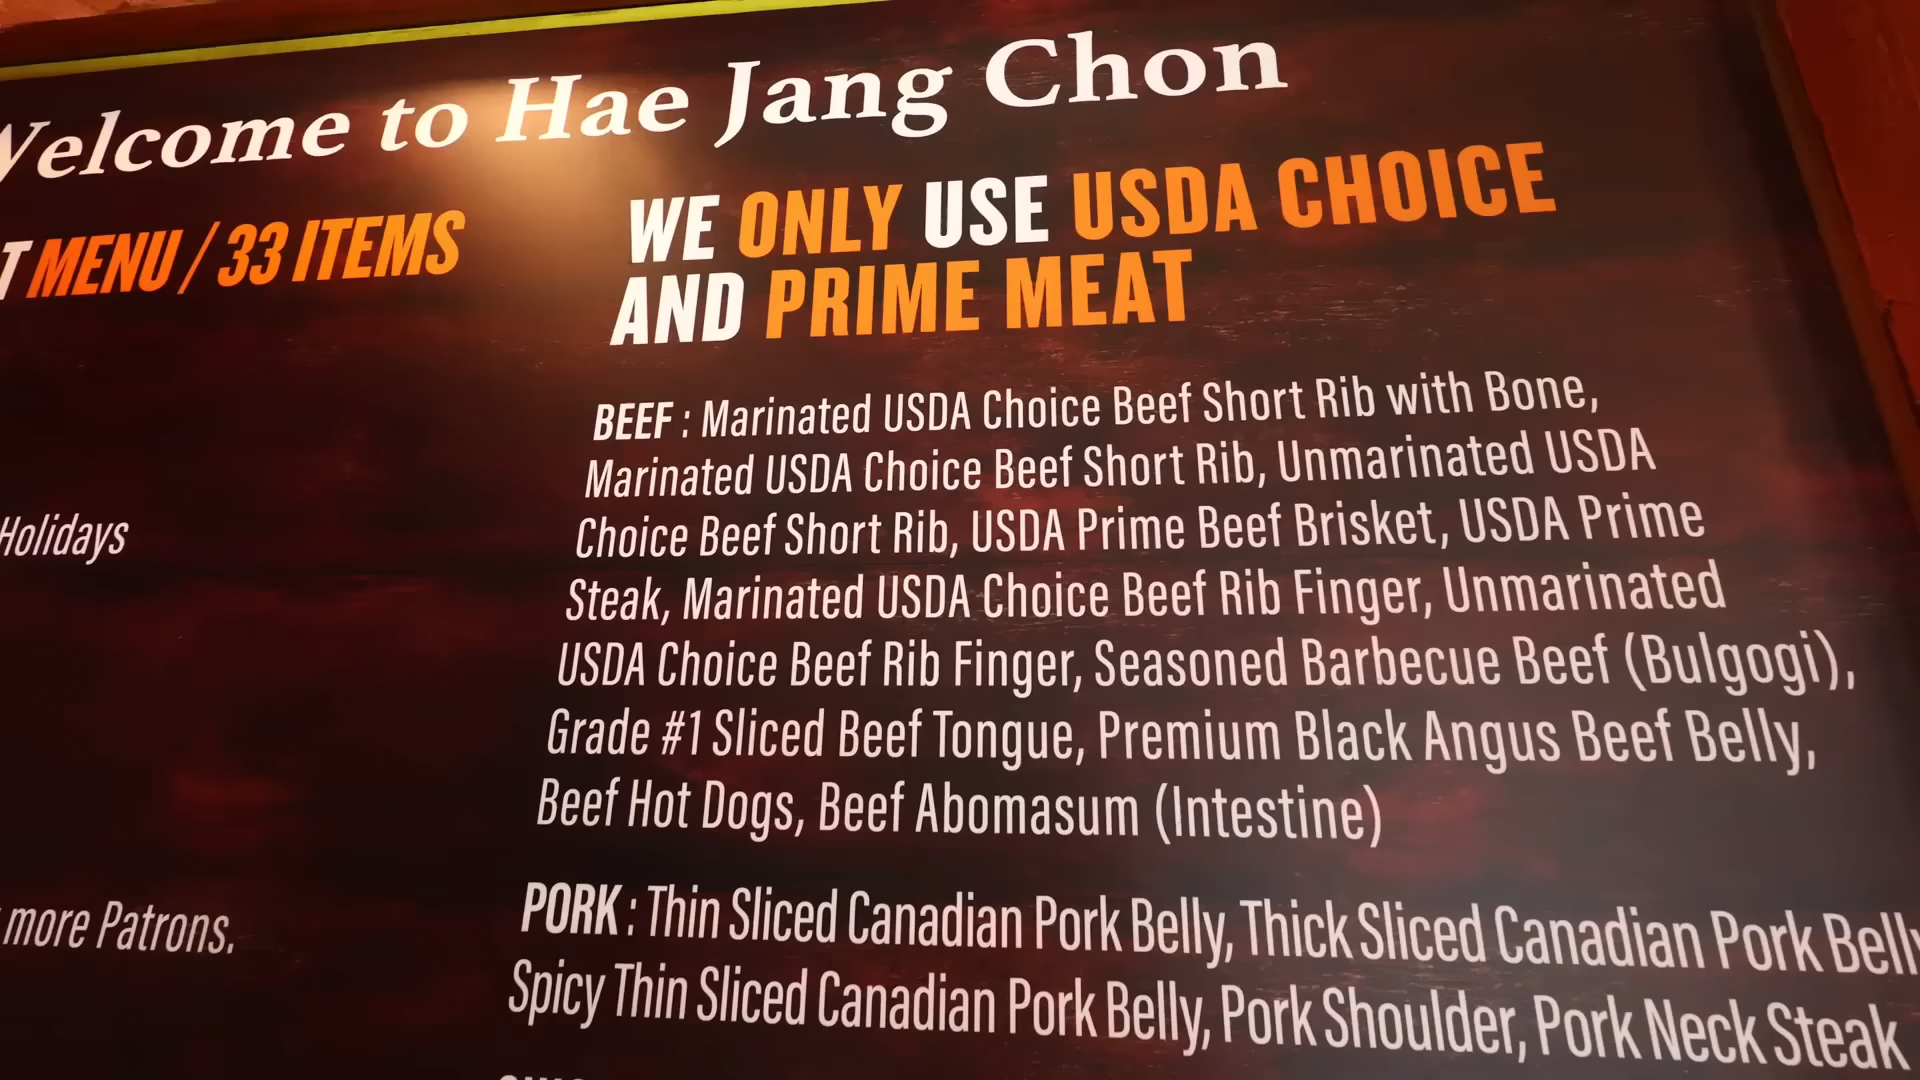 Welcome to Hae Jang Chon
MENU / 33 ITEMS
WE ONLY USE USDA CHOICE
AND PRIME MEAT
BEEF : Marinated USDA Choice Beef Short Rib with Bone,
Marinated USDA Choice Beef Short Rib, Unmarinated USDA
Choice Beef Short Rib, USDA Prime Beef Brisket, USDA Prime
Holidays
Steak, Marinated USDA Choice Beef Rib Finger, Unmarinated
USDA Choice Beef Rib Finger, Seasoned Barbecue Beef (Bulgogi),
Grade #1 Sliced Beef Tongue, Premium Black Angus Beef Belly,
Beef Hot Dogs, Beef Abomasum (Intestine)
more Patrons.
PORK : Thin Sliced Canadian Pork Belly, Thick Sliced Canadian Pork Belly
Spicy Thin Sliced Canadian Pork Belly, Pork Shoulder, Pork Neck Steak